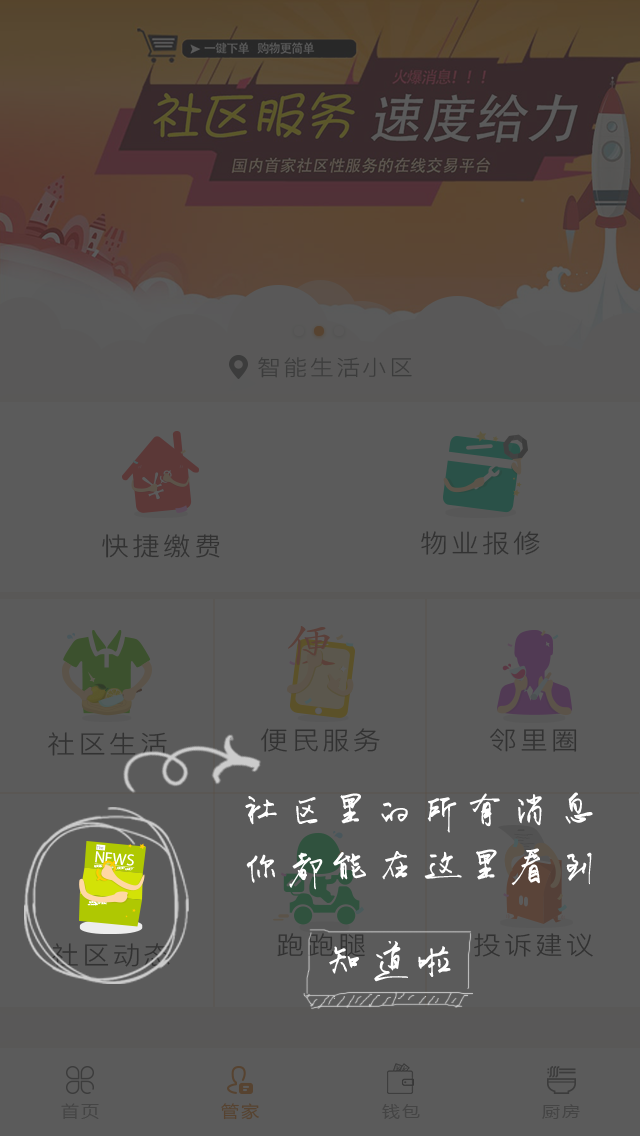 一键下单 购物更简单
火爆消息！！！
社区服务 速度给力
国内首家社区性服务的在线交易平台
智能生活小区
快捷缴费
物业报修
便
社区生活
便民服务
邻里圈
社区里的所有消息
你都能在这里看到
NEWS
社区动态
跑跑腿
投诉建议
知道啦
首页
管家
钱包
厨房